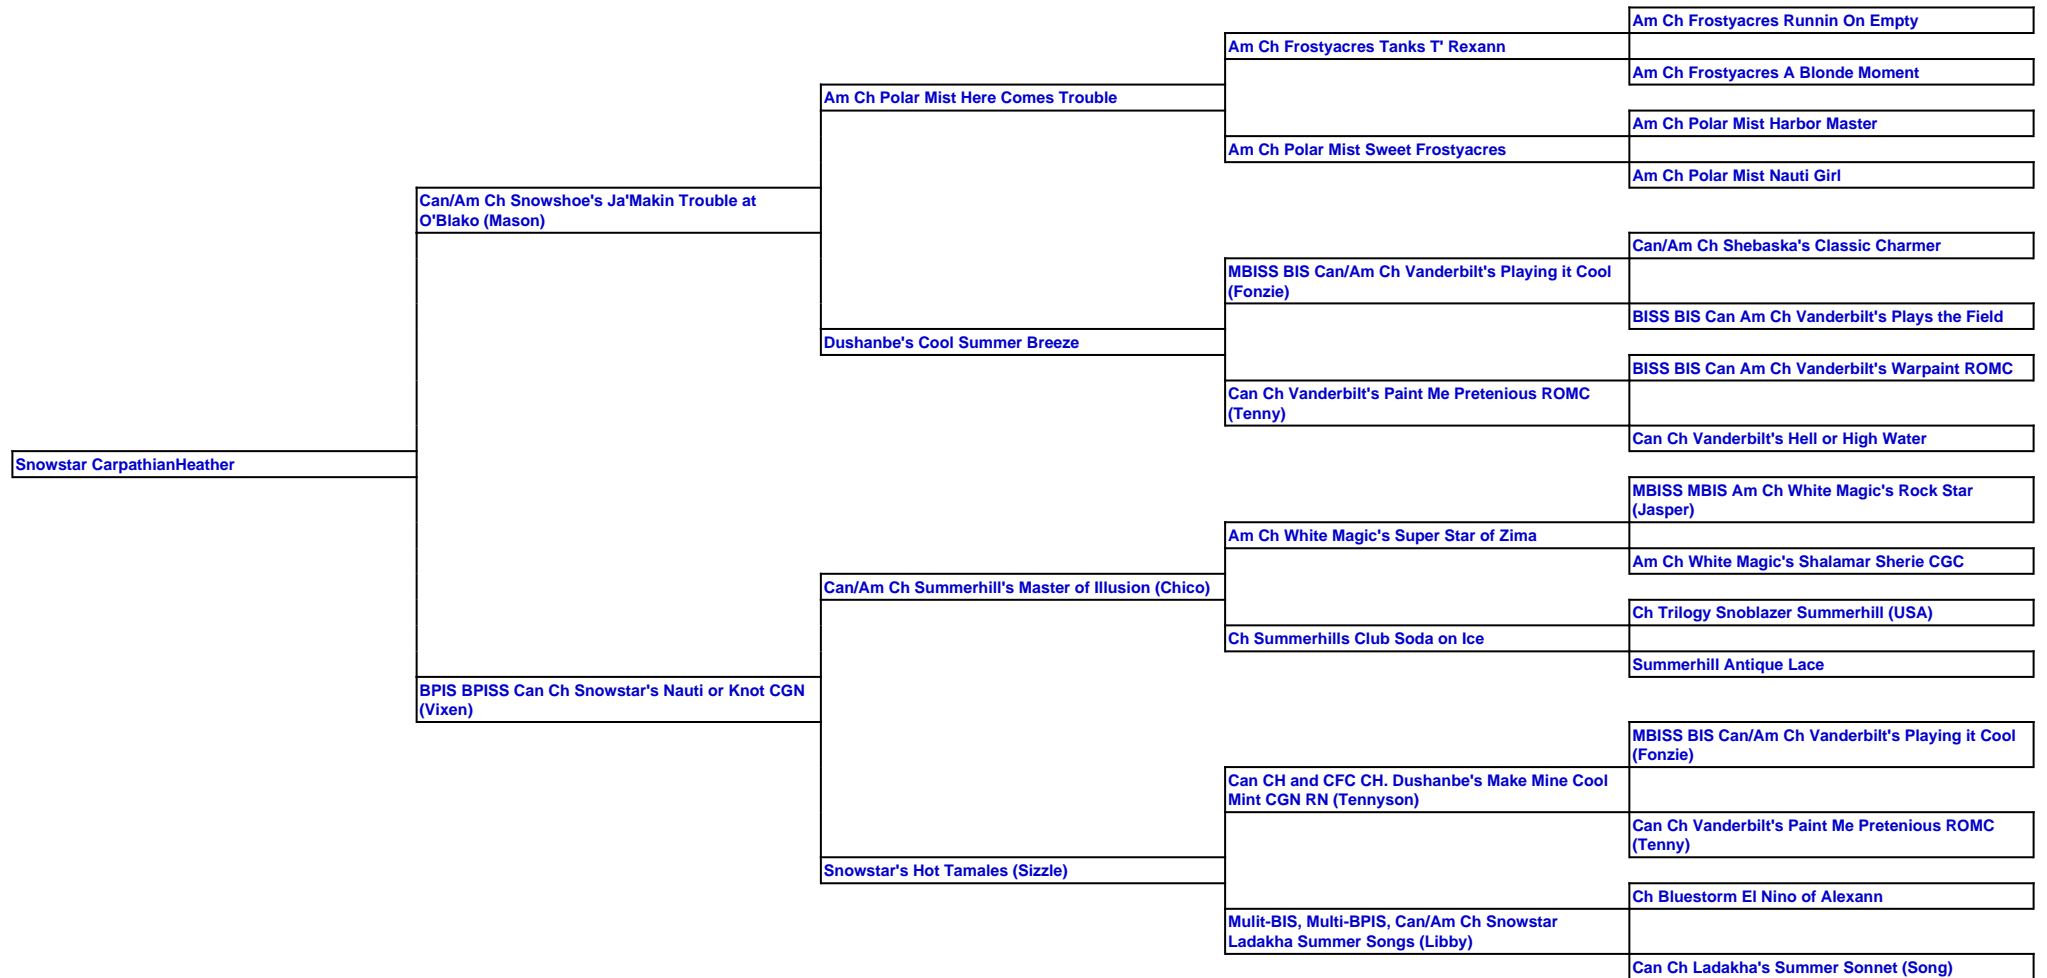 Am Ch Frostyacres Runnin On Empty
Am Ch Frostyacres Tanks T' Rexann
Am Ch Frostyacres A Blonde Moment
Am Ch Polar Mist Here Comes Trouble
Am Ch Polar Mist Harbor Master
Am Ch Polar Mist Sweet Frostyacres
Am Ch Polar Mist Nauti Girl
Can/Am Ch Snowshoe's Ja'Makin Trouble at
O'Blako (Mason)
Can/Am Ch Shebaska's Classic Charmer
MBISS BIS Can/Am Ch Vanderbilt's Playing it Cool
(Fonzie)
BISS BIS Can Am Ch Vanderbilt's Plays the Field
Dushanbe's Cool Summer Breeze
BISS BIS Can Am Ch Vanderbilt's Warpaint ROMC
Can Ch Vanderbilt's Paint Me Pretenious ROMC
(Tenny)
Can Ch Vanderbilt's Hell or High Water
Snowstar CarpathianHeather
MBISS MBIS Am Ch White Magic's Rock Star
(Jasper)
Am Ch White Magic's Super Star of Zima
Am Ch White Magic's Shalamar Sherie CGC
Can/Am Ch Summerhill's Master of Illusion (Chico)
Ch Trilogy Snoblazer Summerhill (USA)
Ch Summerhills Club Soda on Ice
Summerhill Antique Lace
BPIS BPISS Can Ch Snowstar's Nauti or Knot CGN
(Vixen)
MBISS BIS Can/Am Ch Vanderbilt's Playing it Cool
(Fonzie)
Can CH and CFC CH. Dushanbe's Make Mine Cool
Mint CGN RN (Tennyson)
Can Ch Vanderbilt's Paint Me Pretenious ROMC
(Tenny)
Snowstar's Hot Tamales (Sizzle)
Ch Bluestorm El Nino of Alexann
Mulit-BIS, Multi-BPIS, Can/Am Ch Snowstar
Ladakha Summer Songs (Libby)
Can Ch Ladakha's Summer Sonnet (Song)